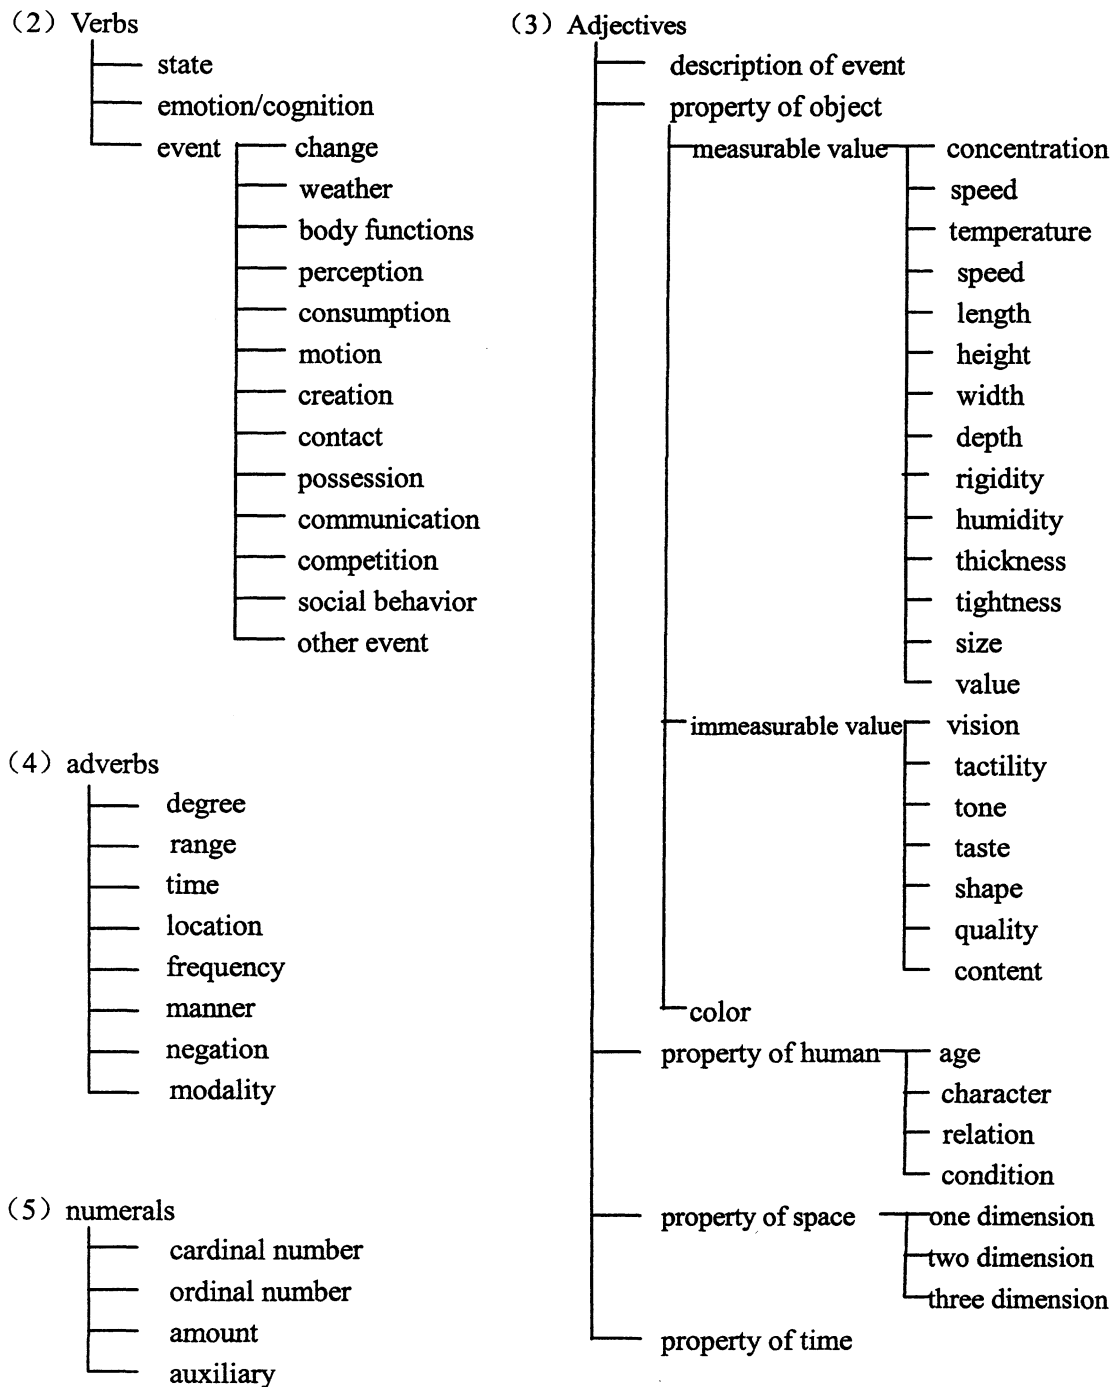 (2) Verbs
state
emotion/cognition
event
change
weather
body functions
perception
consumption
motion
creation
contact
possession
communication
competition
social behavior
other event
(4) adverbs
degree
range
time
location
frequency
manner
negation
modality
(5) numerals
cardinal number
ordinal number
amount
auxiliary
(3) Adjectives
description of event
property of object
measurable value
concentration
speed
temperature
speed
length
height
width
depth
rigidity
humidity
thickness
tightness
size
value
immeasurable value
vision
tactility
tone
taste
shape
quality
content
color
property of human
age
character
relation
condition
property of space
one dimension
two dimension
three dimension
property of time